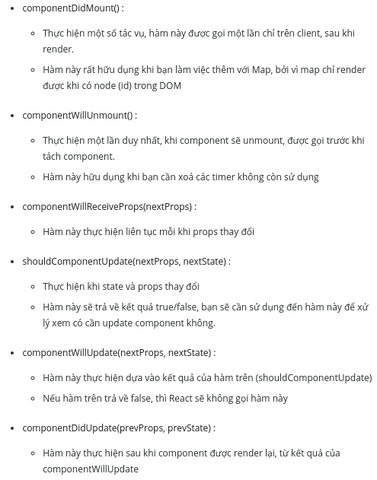 componentDidMount() :
Thực hiện một số tác vụ, hàm này được gọi một lần chỉ trên client, sau khi
render.
Hàm này rất hữu dụng khi bạn làm việc thêm với Map, bởi vì map chỉ render
được khi có node (id) trong DOM
componentWillUnmount() :
Thực hiện một lần duy nhất, khi component sẽ unmount, được gọi trước khi
tách component.
Hàm này hữu dụng khi bạn cần xoá các timer không còn sử dụng
componentWillReceiveProps(nextProps) :
Hàm này thực hiện liên tục mỗi khi props thay đổi
shouldComponentUpdate(nextProps, nextState) :
Thực hiện khi state và props thay đổi
Hàm này sẽ trả về kết quả true/false, bạn sẽ cần sử dụng đến hàm này để xử
lý xem có cần update component không.
componentWillUpdate(nextProps, nextState) :
Hàm này thực hiện dựa vào kết quả của hàm trên (shouldComponentUpdate)
Nếu hàm trên trả về false, thì React sẽ không gọi hàm này
componentDidUpdate(prevProps, prevState) :
Hàm này thực hiện sau khi component được render lại, từ kết quả của
componentWillUpdate